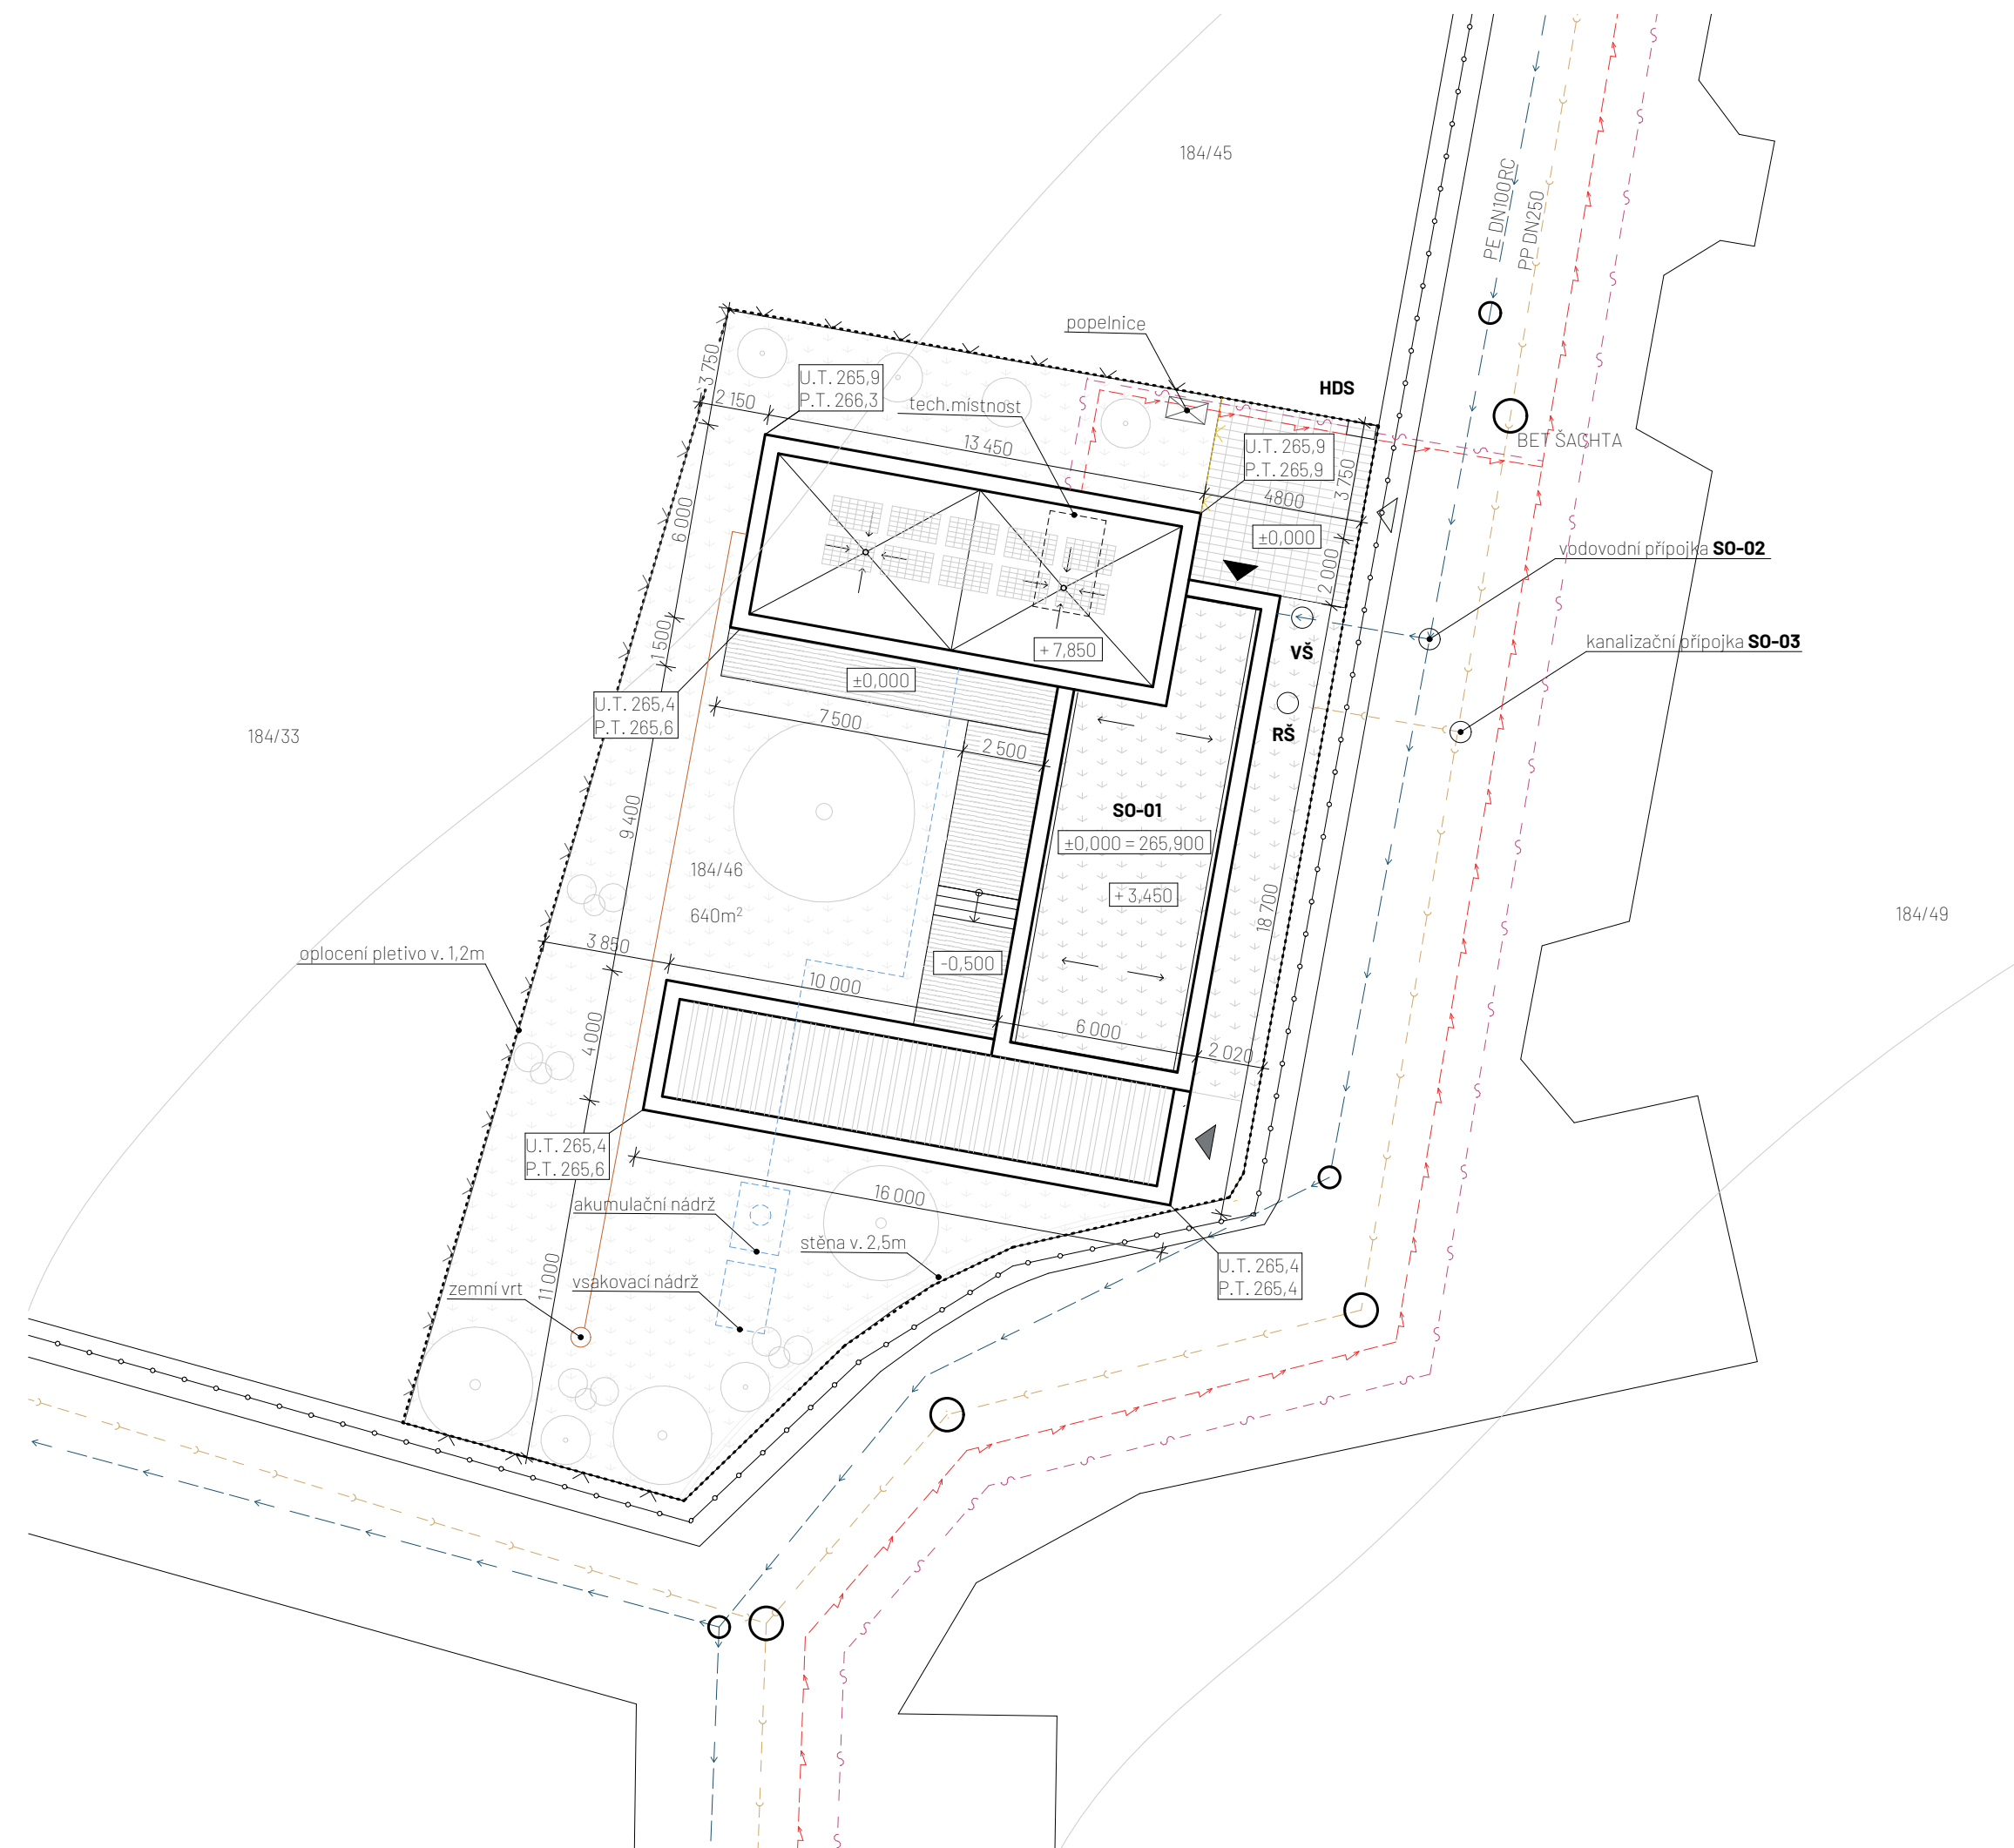 184/45
PE DN100RC
PP DN250
popelnice
HDS
3 750
U.T. 265,9
P.T. 266,3
2 150
tech.místnost
13 450
U.T. 265,9
P.T. 265,9
BET ŠACHTA
3 750
4800
6 000
±0,000
vodovodní přípojka SO-02
2 000
1 500
+ 7,850
VŠ
kanalizační přípojka SO-03
±0,000
U.T. 265,4
P.T. 265,6
7 500
2 500
RŠ
184/33
9 400
SO-01
±0,000 = 265,900
184/46
+ 3,450
640m²
18 700
184/49
3 850
oplocení pletivo v. 1,2m
-0,500
10 000
4 000
6 000
2 020
U.T. 265,4
P.T. 265,6
16 000
akumulační nádrž
stěna v. 2,5m
11 000
vsakovací nádrž
zemní vrt
U.T. 265,4
P.T. 265,4